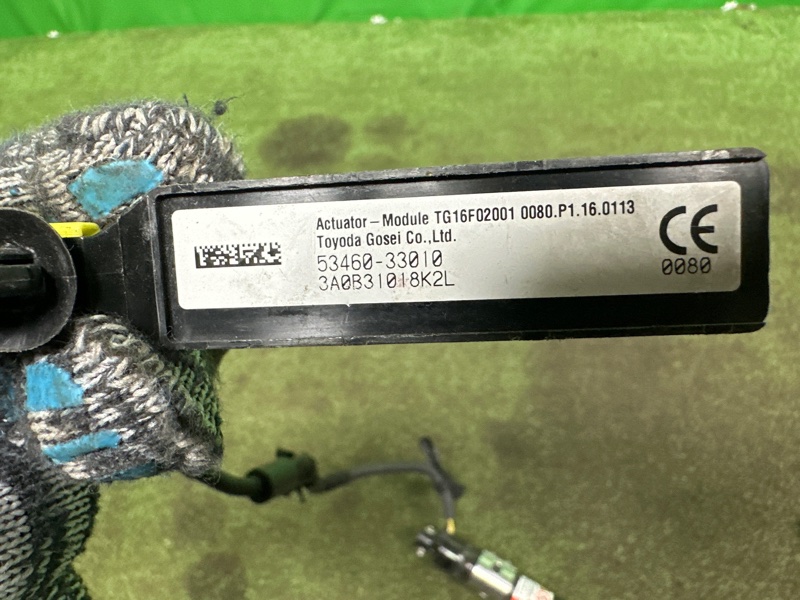 Actuator – Module TG16F02001 0080.P1.16.0113
Toyoda Gosei Co.,Ltd.
53460-33010
3A0B31018K2L
CE
0080